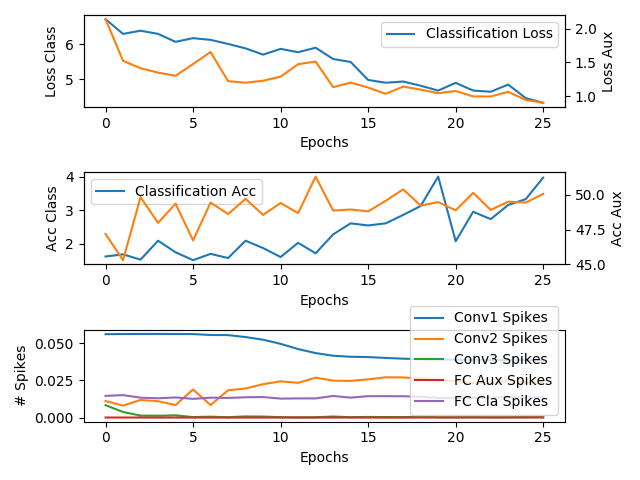 Loss Class
6
5
Classification Loss
2.0
1.5
1.0
Loss Aux
0 5 10 15 20 25
Epochs
Acc Class
4
3
2
Classification Acc
50.0
47.5
45.0
Acc Aux
0 5 10 15 20 25
Epochs
# Spikes
0.050
0.025
0.000
Conv1 Spikes
Conv2 Spikes
Conv3 Spikes
FC Aux Spikes
FC Cla Spikes
0 5 10 15 20 25
Epochs